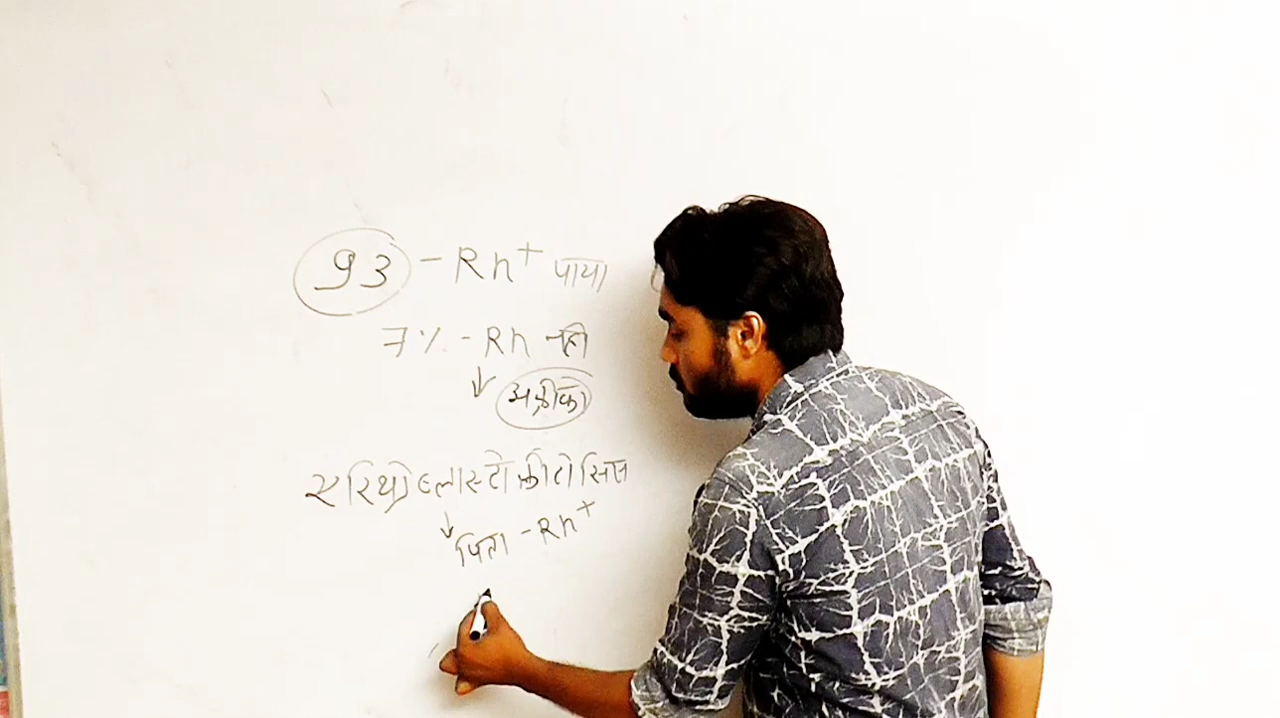 93 - Rh+ पाया
7% - Rh नही
↓ अफ्रीका
एरिथ्रोब्लास्टोफीटोसिस
↓ पिता - Rh+